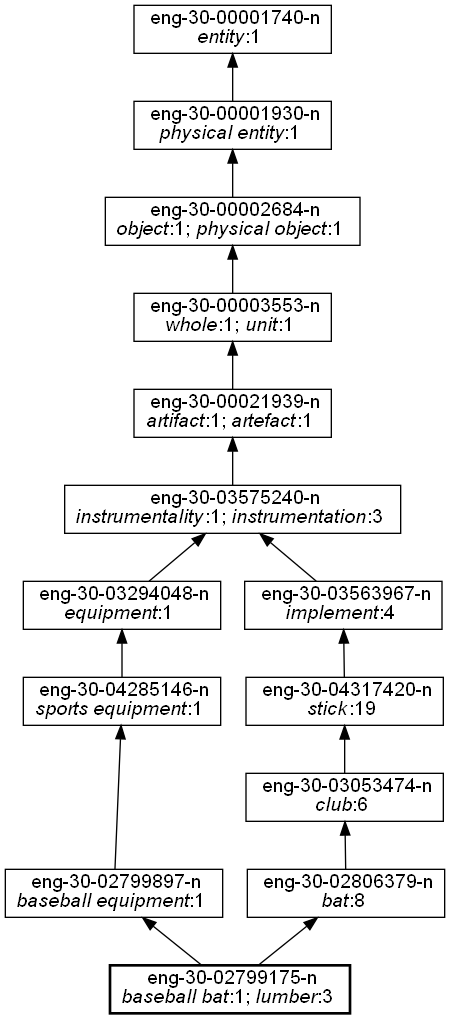 eng-30-00001740-n
entity:1
eng-30-00001930-n
physical entity:1
eng-30-00002684-n
object:1; physical object:1
eng-30-00003553-n
whole:1; unit:1
eng-30-00021939-n
artifact:1; artefact:1
eng-30-03575240-n
instrumentality:1; instrumentation:3
eng-30-03294048-n
equipment:1
eng-30-03563967-n
implement:4
eng-30-04285146-n
sports equipment:1
eng-30-04317420-n
stick:19
eng-30-03053474-n
club:6
eng-30-02799897-n
baseball equipment:1
eng-30-02806379-n
bat:8
eng-30-02799175-n
baseball bat:1; lumber:3